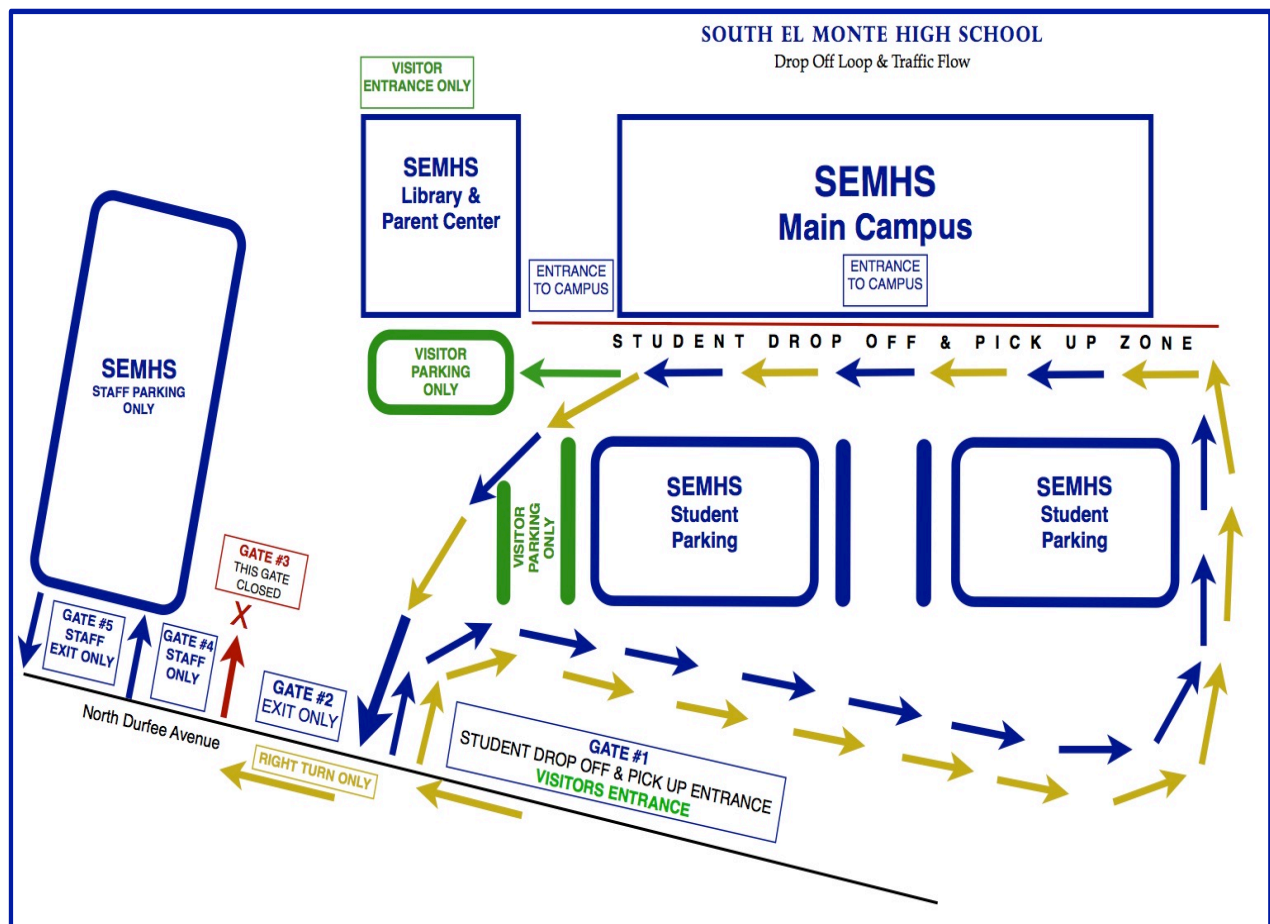 SOUTH EL MONTE HIGH SCHOOL
Drop Off Loop & Traffic Flow
VISITOR
ENTRANCE ONLY
SEMHS
Library &
Parent Center
SEMHS
Main Campus
ENTRANCE
TO CAMPUS
ENTRANCE
TO CAMPUS
STUDENT DROP OFF & PICK UP ZONE
VISITOR
PARKING
ONLY
SEMHS
STAFF PARKING
ONLY
VISITOR
PARKING
ONLY
SEMHS
Student
Parking
SEMHS
Student
Parking
GATE #3
THIS GATE
CLOSED
X
GATE #5
STAFF
EXIT ONLY
GATE #4
STAFF
ONLY
GATE #2
EXIT ONLY
North Durfee Avenue
RIGHT TURN ONLY
GATE #1
STUDENT DROP OFF & PICK UP ENTRANCE
VISITORS ENTRANCE